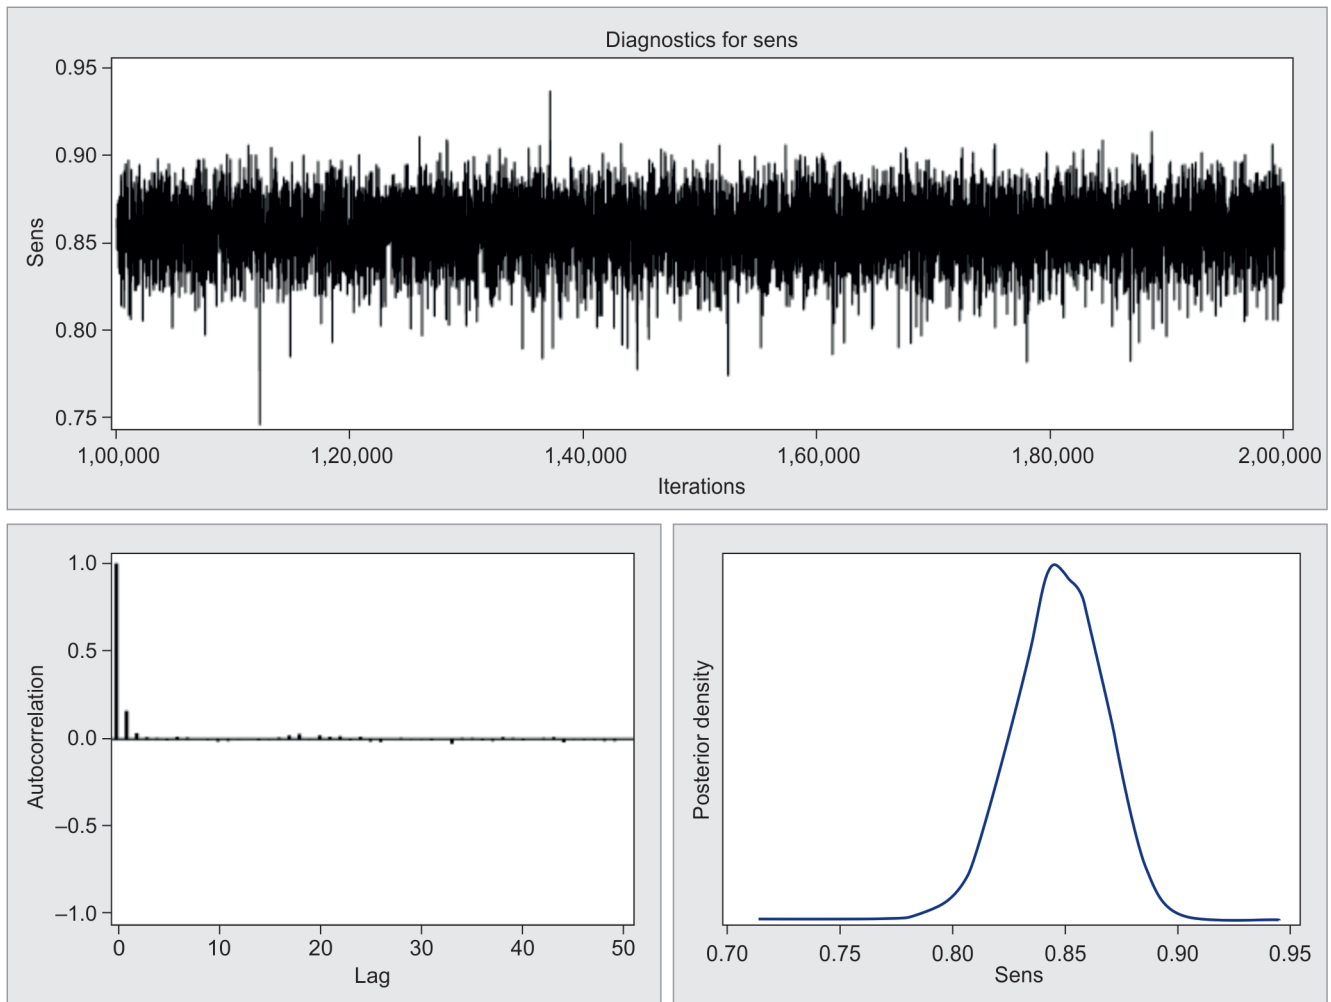 Diagnostics for sens
0.95
0.90
0.85
0.80
0.75
Sens
1,00,000 1,20,000 1,40,000 1,60,000 1,80,000 2,00,000
Iterations
1.0
0.5
0.0
–0.5
–1.0
Autocorrelation
0 10 20 30 40 50
Lag
Posterior density
0.70 0.75 0.80 0.85 0.90 0.95
Sens